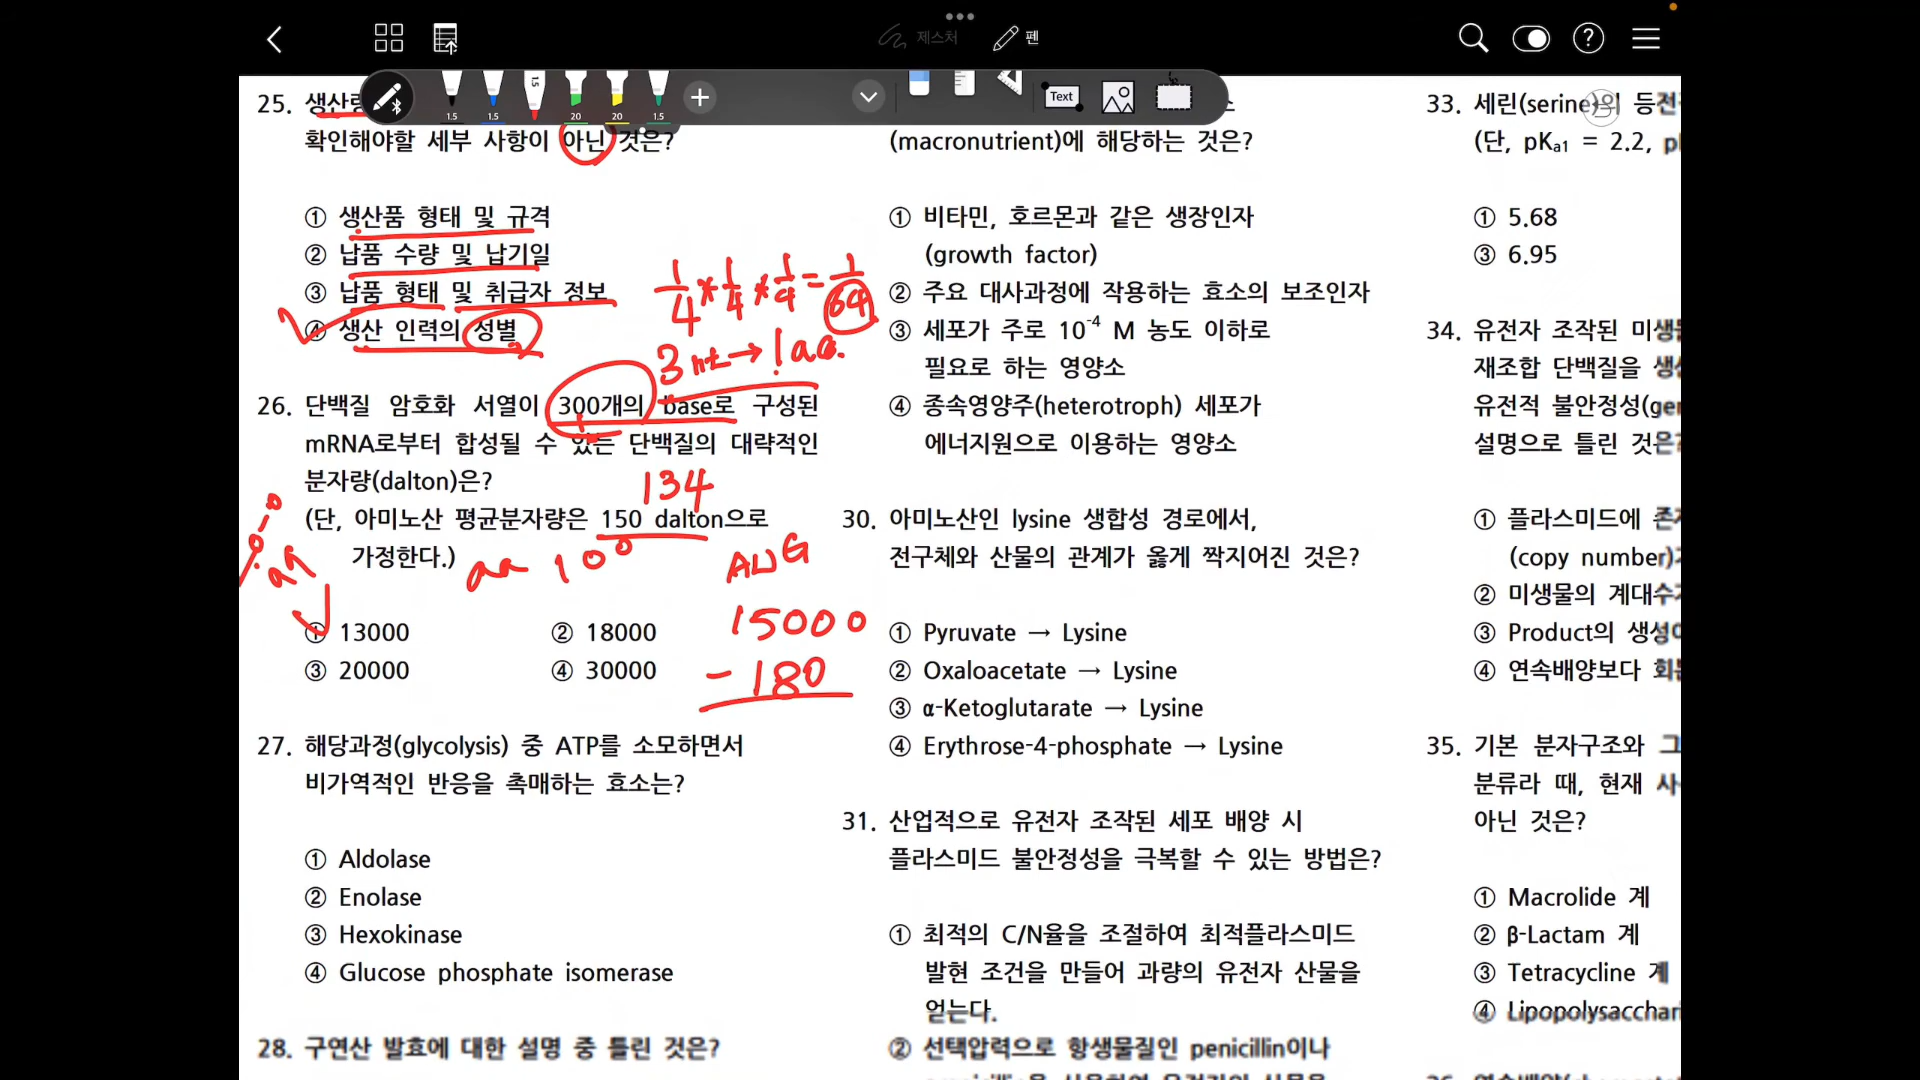 제스처
펜
1.5
1.5
1.5
20
20
1.5
Text
25. 생산량
확인해야할 세부 사항이 아닌 것은?
① 생산품 형태 및 규격
② 납품 수량 및 납기일
③ 납품 형태 및 취급자 정보
④ 생산 인력의 성별
1/4 * 1/4 * 1/4 = 1/64
3 nt → 1 aa.
26. 단백질 암호화 서열이 300개의 base로 구성된
mRNA로부터 합성될 수 있는 단백질의 대략적인
분자량(dalton)은?
134
(단, 아미노산 평균분자량은 150 dalton으로
가정한다.)
aa 100
AUG
15000
- 180
① 13000
② 18000
③ 20000
④ 30000
27. 해당과정(glycolysis) 중 ATP를 소모하면서
비가역적인 반응을 촉매하는 효소는?
① Aldolase
② Enolase
③ Hexokinase
④ Glucose phosphate isomerase
28. 구연산 발효에 대한 설명 중 틀린 것은?
(macronutrient)에 해당하는 것은?
① 비타민, 호르몬과 같은 생장인자
(growth factor)
② 주요 대사과정에 작용하는 효소의 보조인자
③ 세포가 주로 10⁻⁴ M 농도 이하로
필요로 하는 영양소
④ 종속영양주(heterotroph) 세포가
에너지원으로 이용하는 영양소
30. 아미노산인 lysine 생합성 경로에서,
전구체와 산물의 관계가 옳게 짝지어진 것은?
① Pyruvate → Lysine
② Oxaloacetate → Lysine
③ α-Ketoglutarate → Lysine
④ Erythrose-4-phosphate → Lysine
31. 산업적으로 유전자 조작된 세포 배양 시
플라스미드 불안정성을 극복할 수 있는 방법은?
① 최적의 C/N율을 조절하여 최적플라스미드
발현 조건을 만들어 과량의 유전자 산물을
얻는다.
② 선택압력으로 항생물질인 penicillin이나
33. 세린(serine)의 등전
(단, pKₐ₁ = 2.2, p
① 5.68
③ 6.95
34. 유전자 조작된 미생물
재조합 단백질을 생
유전적 불안정성(ge
설명으로 틀린 것은?
① 플라스미드에 존
(copy number)
② 미생물의 계대수
③ Product의 생성
④ 연속배양보다 회
35. 기본 분자구조와 그
분류라 때, 현재 사
아닌 것은?
① Macrolide 계
② β-Lactam 계
③ Tetracycline 계
④ Lipopolysacchari